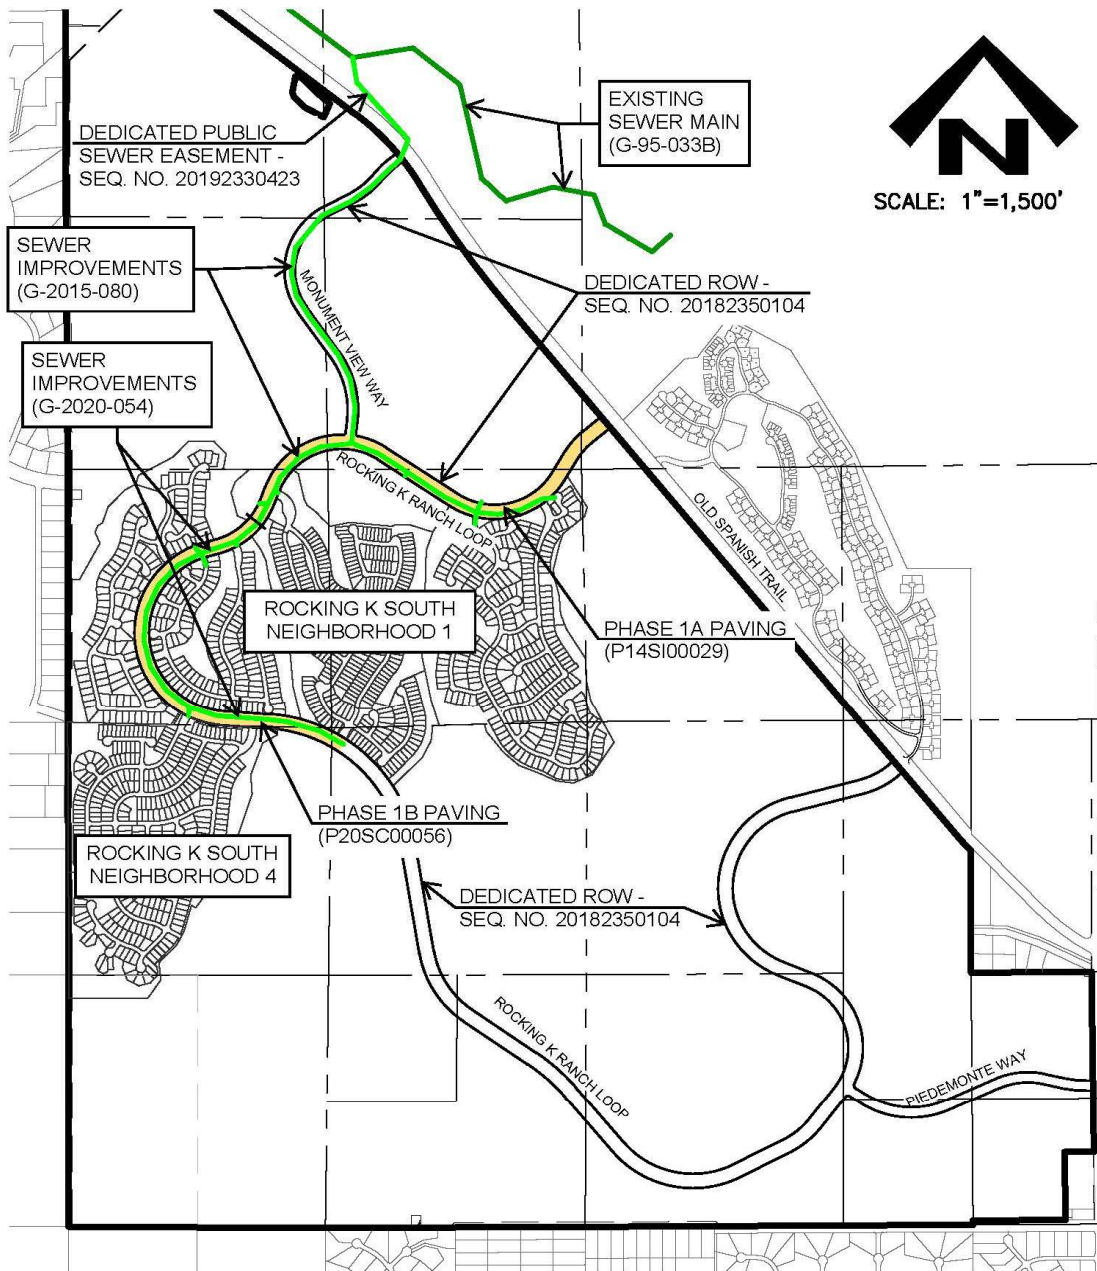 EXISTING
SEWER MAIN
(G-95-033B)
N
SCALE: 1"=1,500'
DEDICATED PUBLIC
SEWER EASEMENT -
SEQ. NO. 20192330423
SEWER
IMPROVEMENTS
(G-2015-080)
DEDICATED ROW -
SEQ. NO. 20182350104
MONUMENT VIEW WAY
SEWER
IMPROVEMENTS
(G-2020-054)
ROCKING K RANCH LOOP
OLD SPANISH TRAIL
ROCKING K SOUTH
NEIGHBORHOOD 1
PHASE 1A PAVING
(P14SI00029)
PHASE 1B PAVING
(P20SC00056)
ROCKING K SOUTH
NEIGHBORHOOD 4
DEDICATED ROW -
SEQ. NO. 20182350104
ROCKING K RANCH LOOP
PIEDEMONTE WAY